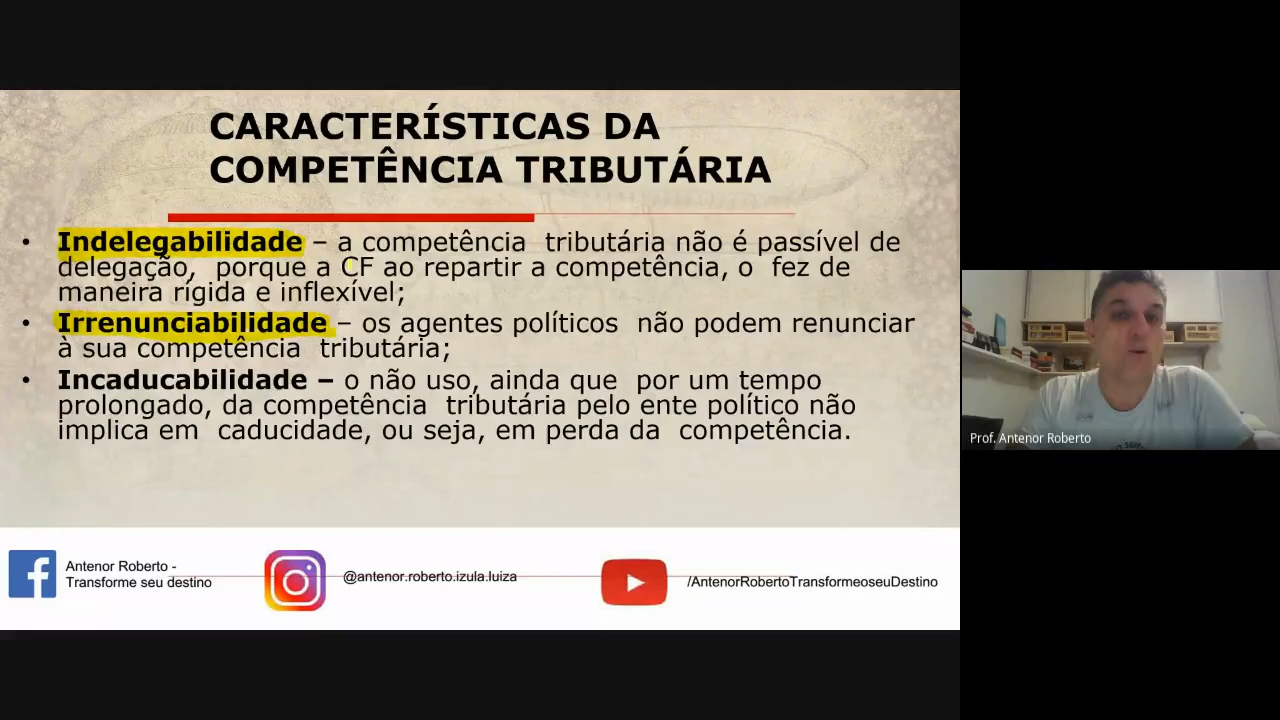 CARACTERÍSTICAS DA
COMPETÊNCIA TRIBUTÁRIA
• Indelegabilidade – a competência tributária não é passível de
delegação, porque a CF ao repartir a competência, o fez de
maneira rígida e inflexível;
• Irrenunciabilidade – os agentes políticos não podem renunciar
à sua competência tributária;
• Incaducabilidade – o não uso, ainda que por um tempo
prolongado, da competência tributária pelo ente político não
implica em caducidade, ou seja, em perda da competência.
Antenor Roberto -
Transforme seu destino
@antenor.roberto.izula.luiza
/AntenorRobertoTransformeoseuDestino
Prof. Antenor Roberto